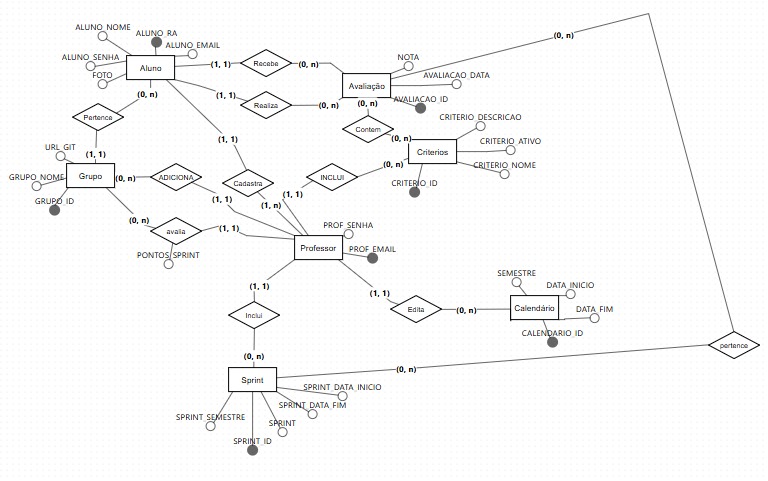 ALUNO_NOME
ALUNO_RA
ALUNO_EMAIL
ALUNO_SENHA
FOTO
Aluno
(1, 1)
Recebe
(0, n)
(1, 1)
Realiza
(0, n)
Avaliação
NOTA
AVALIACAO_DATA
AVALIACAO_ID
(0, n)
(0, n)
Pertence
(1, 1)
(0, n)
Contem
(0, n)
CRITERIO_DESCRICAO
CRITERIO_ATIVO
CRITERIO_NOME
CRITERIO_ID
Criterios
URL_GIT
GRUPO_NOME
GRUPO_ID
Grupo
(0, n)
ADICIONA
(1, 1)
(1, 1)
Cadastra
(1, n)
(1, 1)
INCLUI
(0, n)
(0, n)
avalia
(1, 1)
PONTOS_SPRINT
Professor
PROF_SENHA
PROF_EMAIL
(1, 1)
Inclui
(0, n)
(1, 1)
Edita
(0, n)
Calendário
SEMESTRE
DATA_INICIO
DATA_FIM
CALENDARIO_ID
pertence
(0, n)
Sprint
SPRINT_DATA_INICIO
SPRINT_DATA_FIM
SPRINT_SEMESTRE
SPRINT
SPRINT_ID